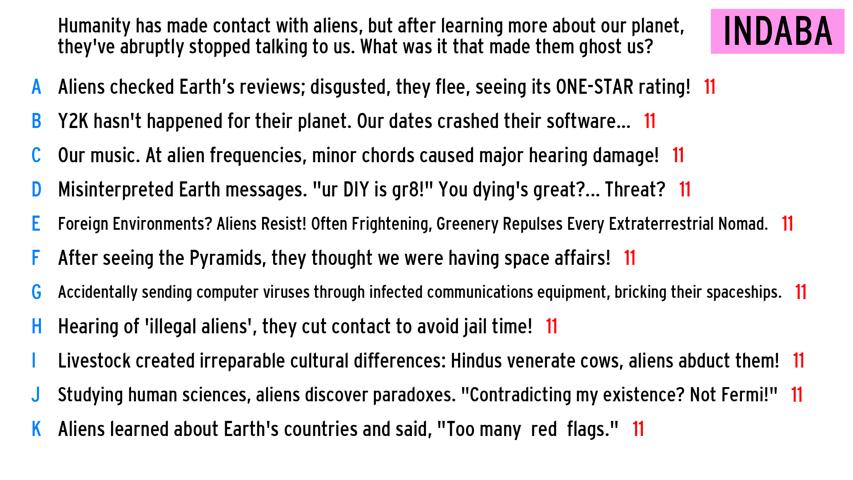 Humanity has made contact with aliens, but after learning more about our planet,
they've abruptly stopped talking to us. What was it that made them ghost us?
INDABA
A Aliens checked Earth's reviews; disgusted, they flee, seeing its ONE-STAR rating! 11
B Y2K hasn't happened for their planet. Our dates crashed their software... 11
C Our music. At alien frequencies, minor chords caused major hearing damage! 11
D Misinterpreted Earth messages. "ur DIY is gr8!" You dying's great?... Threat? 11
E Foreign Environments? Aliens Resist! Often Frightening, Greenery Repulses Every Extraterrestrial Nomad. 11
F After seeing the Pyramids, they thought we were having space affairs! 11
G Accidentally sending computer viruses through infected communications equipment, bricking their spaceships. 11
H Hearing of 'illegal aliens', they cut contact to avoid jail time! 11
I Livestock created irreparable cultural differences: Hindus venerate cows, aliens abduct them! 11
J Studying human sciences, aliens discover paradoxes. "Contradicting my existence? Not Fermi!" 11
K Aliens learned about Earth's countries and said, "Too many  red  flags." 11